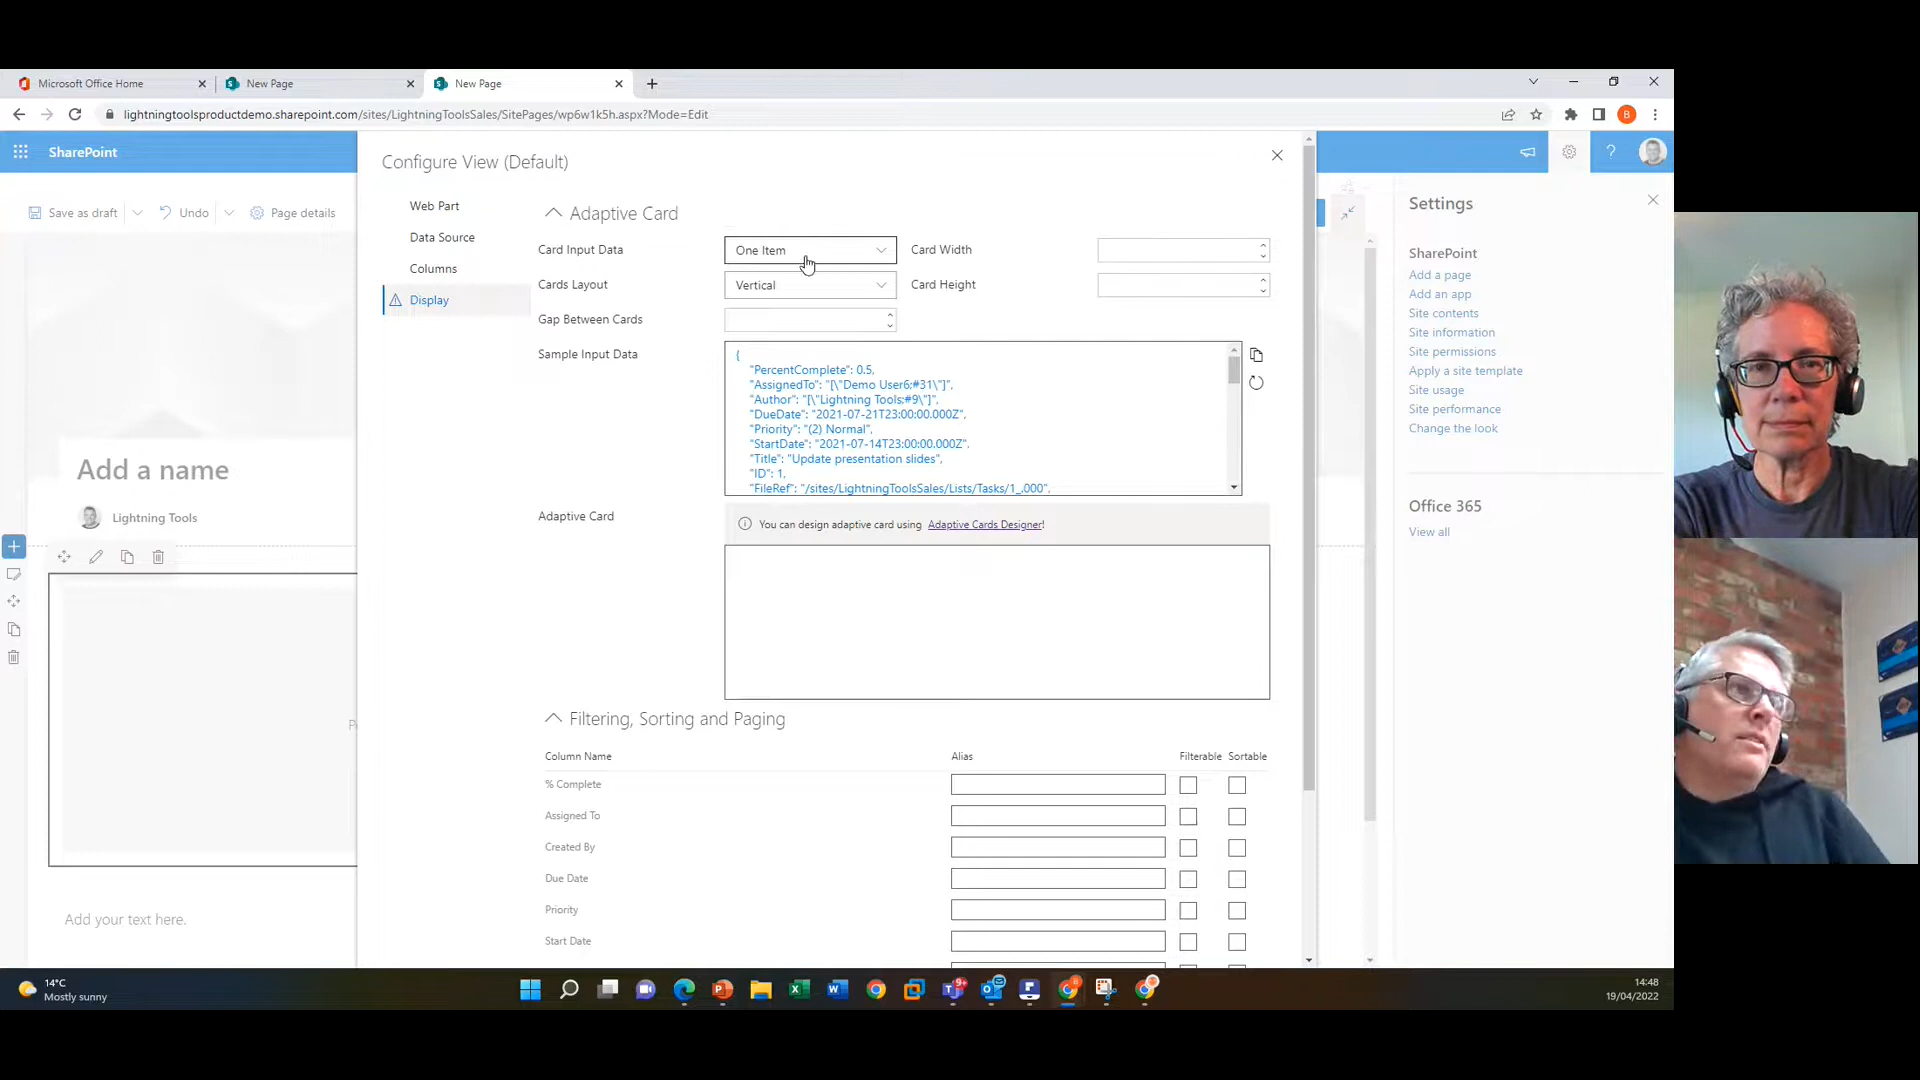 Microsoft Office Home
New Page
New Page
lightningtoolsproductdemo.sharepoint.com/sites/LightningToolsSales/SitePages/wp6w1k5h.aspx?Mode=Edit
B
SharePoint
Configure View (Default)
Save as draft
Undo
Page details
Web Part
Data Source
Columns
Display
Adaptive Card
Card Input Data
One Item
Card Width
Cards Layout
Vertical
Card Height
Gap Between Cards
Sample Input Data
{
"PercentComplete": 0.5,
"AssignedTo": "[\"Demo User6;#31\"]",
"Author": "[\"Lightning Tools;#9\"]",
"DueDate": "2021-07-21T23:00:00.000Z",
"Priority": "(2) Normal",
"StartDate": "2021-07-14T23:00:00.000Z",
"Title": "Update presentation slides",
"ID": 1,
"FileRef": "/sites/LightningToolsSales/Lists/Tasks/1_.000",
Adaptive Card
You can design adaptive card using Adaptive Cards Designer!
Filtering, Sorting and Paging
Column Name
Alias
Filterable
Sortable
% Complete
Assigned To
Created By
Due Date
Priority
Start Date
Add a name
Lightning Tools
Add your text here.
Settings
SharePoint
Add a page
Add an app
Site contents
Site information
Site permissions
Apply a site template
Site usage
Site performance
Change the look
Office 365
View all
14°C
Mostly sunny
14:48
19/04/2022